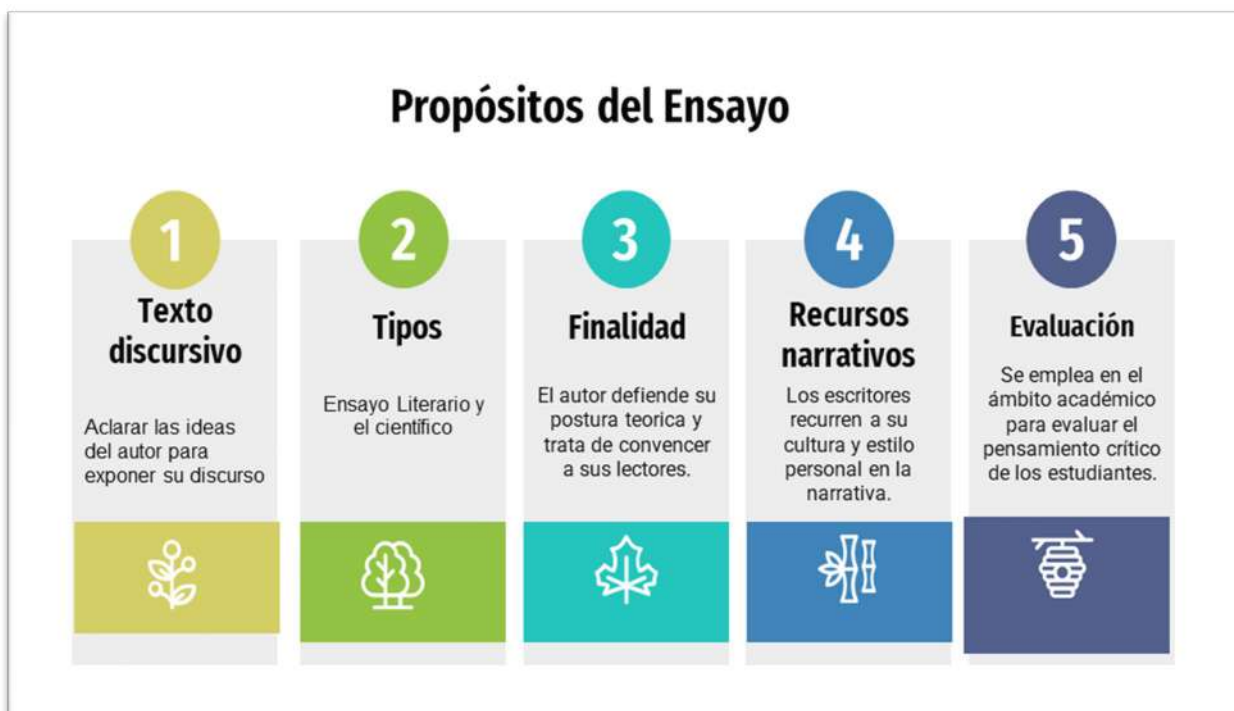 Propósitos del Ensayo
1
Texto
discursivo
Aclarar las ideas
del autor para
exponer su discurso
2
Tipos
Ensayo Literario y
el científico
3
Finalidad
El autor defiende su
postura teorica y
trata de convencer
a sus lectores.
4
Recursos
narrativos
Los escritores
recurren a su
cultura y estilo
personal en la
narrativa.
5
Evaluación
Se emplea en el
ámbito académico
para evaluar el
pensamiento crítico
de los estudiantes.